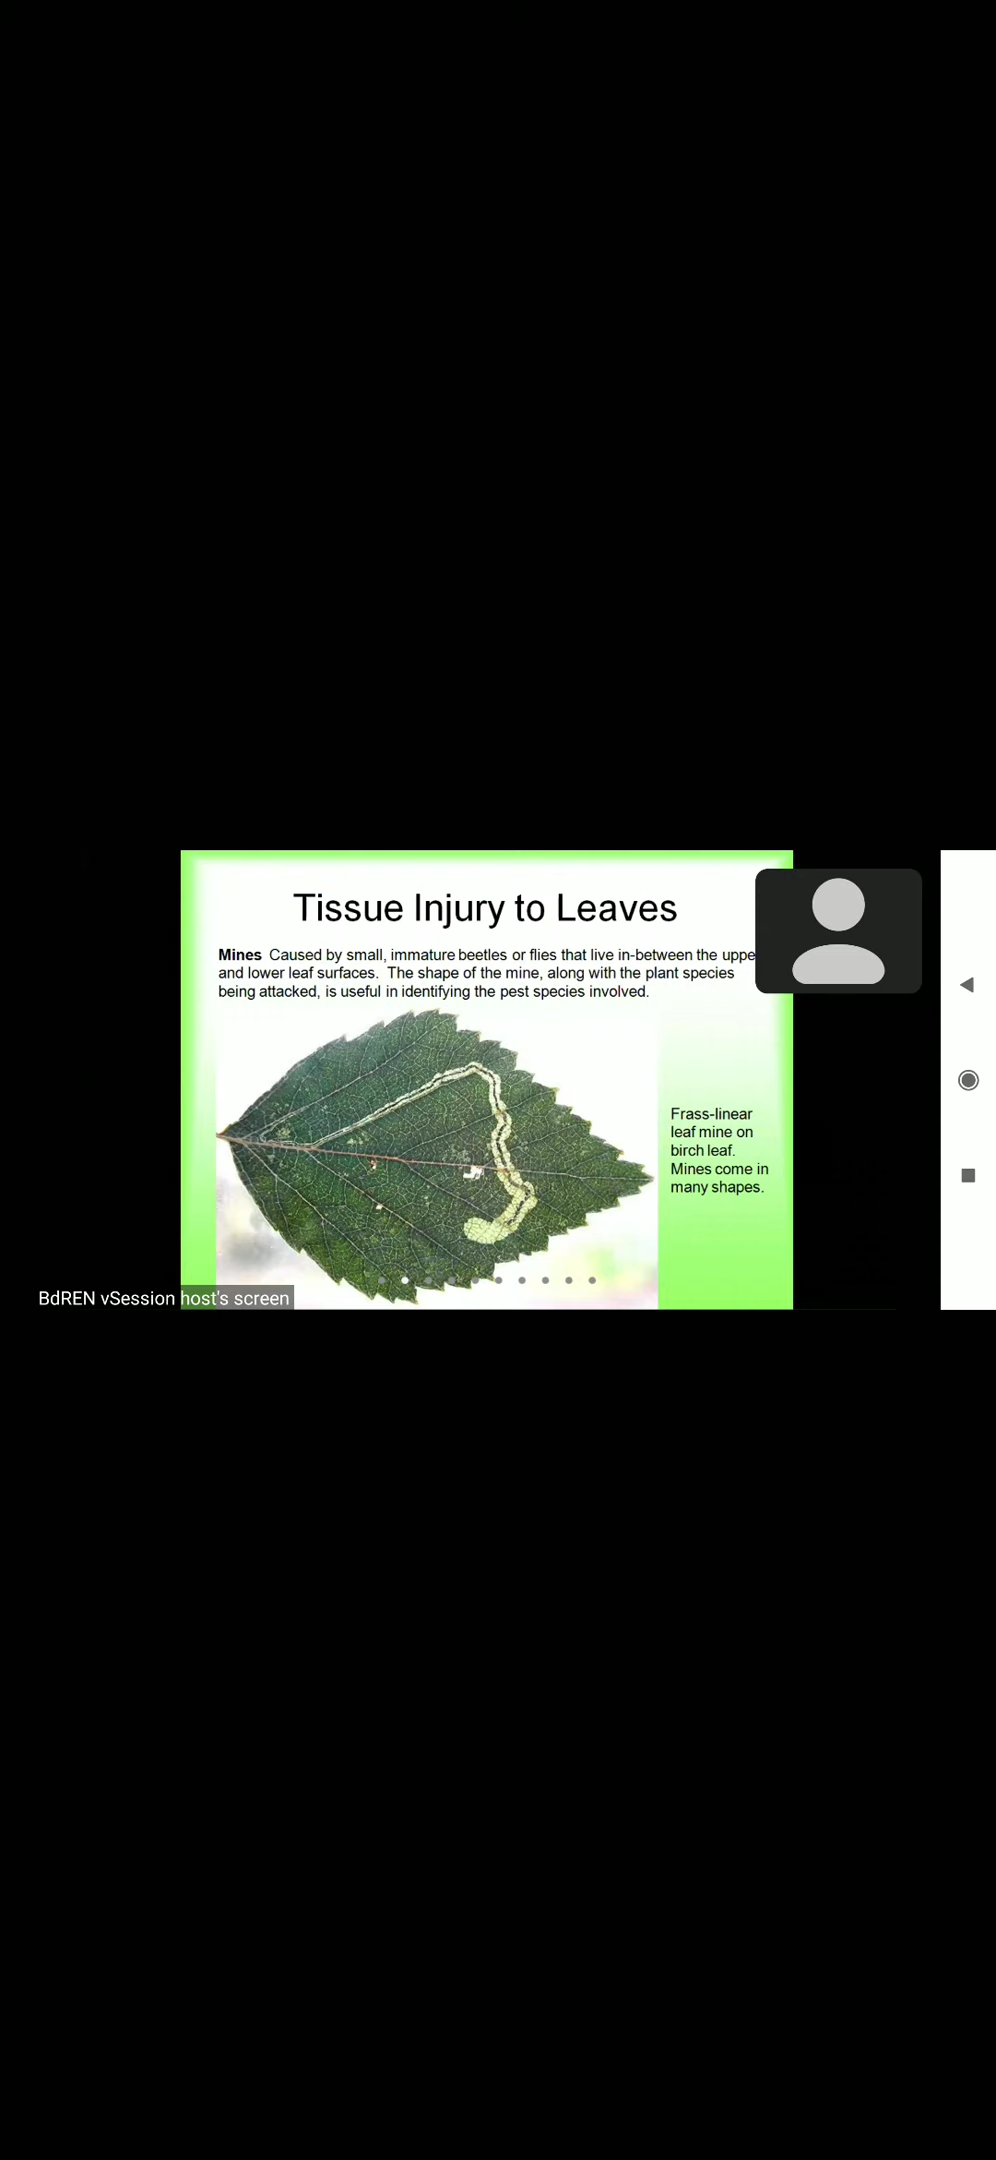 Tissue Injury to Leaves
Mines Caused by small, immature beetles or flies that live in-between the uppe
and lower leaf surfaces. The shape of the mine, along with the plant species
being attacked, is useful in identifying the pest species involved.
Frass-linear
leaf mine on
birch leaf.
Mines come in
many shapes.
BdREN vSession host's screen